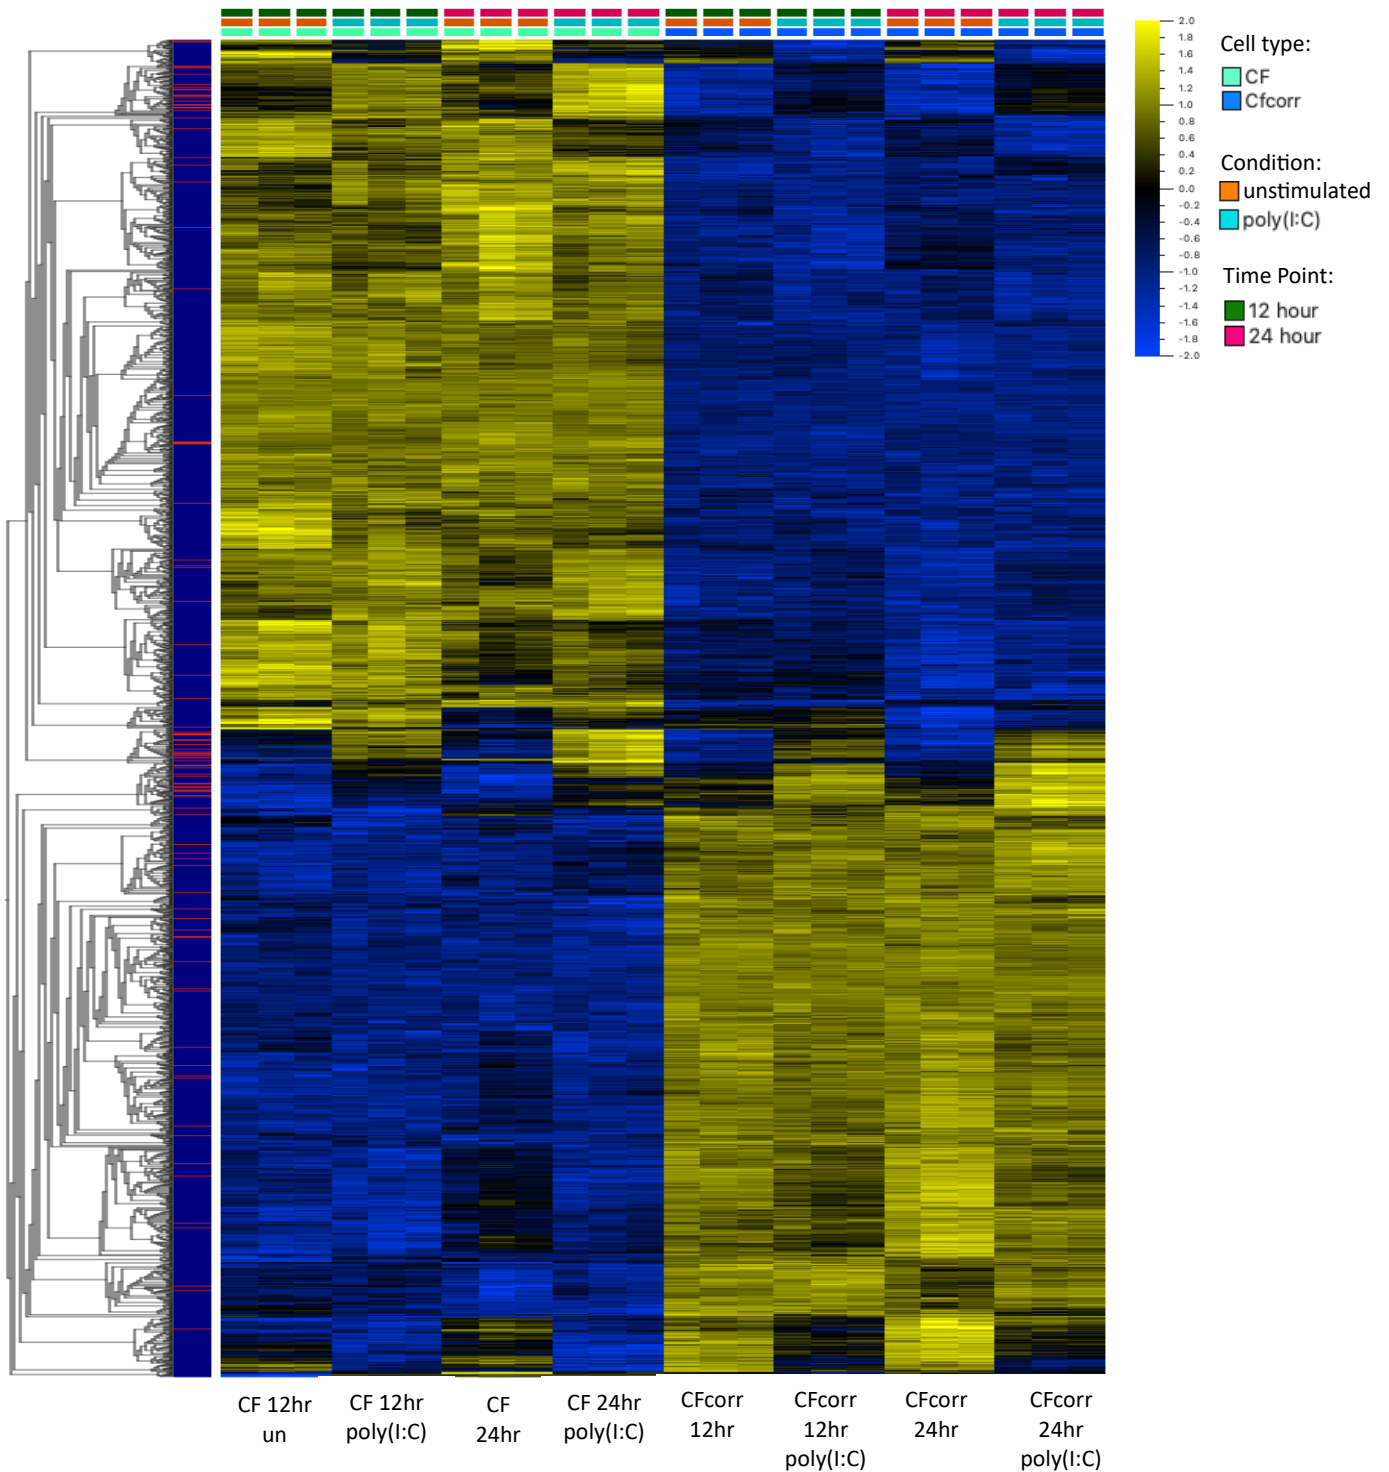 2.0
1.8
1.6
1.4
1.2
1.0
0.8
0.6
0.4
0.2
0.0
-0.2
-0.4
-0.6
-0.8
-1.0
-1.2
-1.4
-1.6
-1.8
-2.0
Cell type:
CF
Cfcorr
Condition:
unstimulated
poly(I:C)
Time Point:
12 hour
24 hour
CF 12hr
un
CF 12hr
poly(I:C)
CF
24hr
CF 24hr
poly(I:C)
CFcorr
12hr
CFcorr
12hr
poly(I:C)
CFcorr
24hr
CFcorr
24hr
poly(I:C)